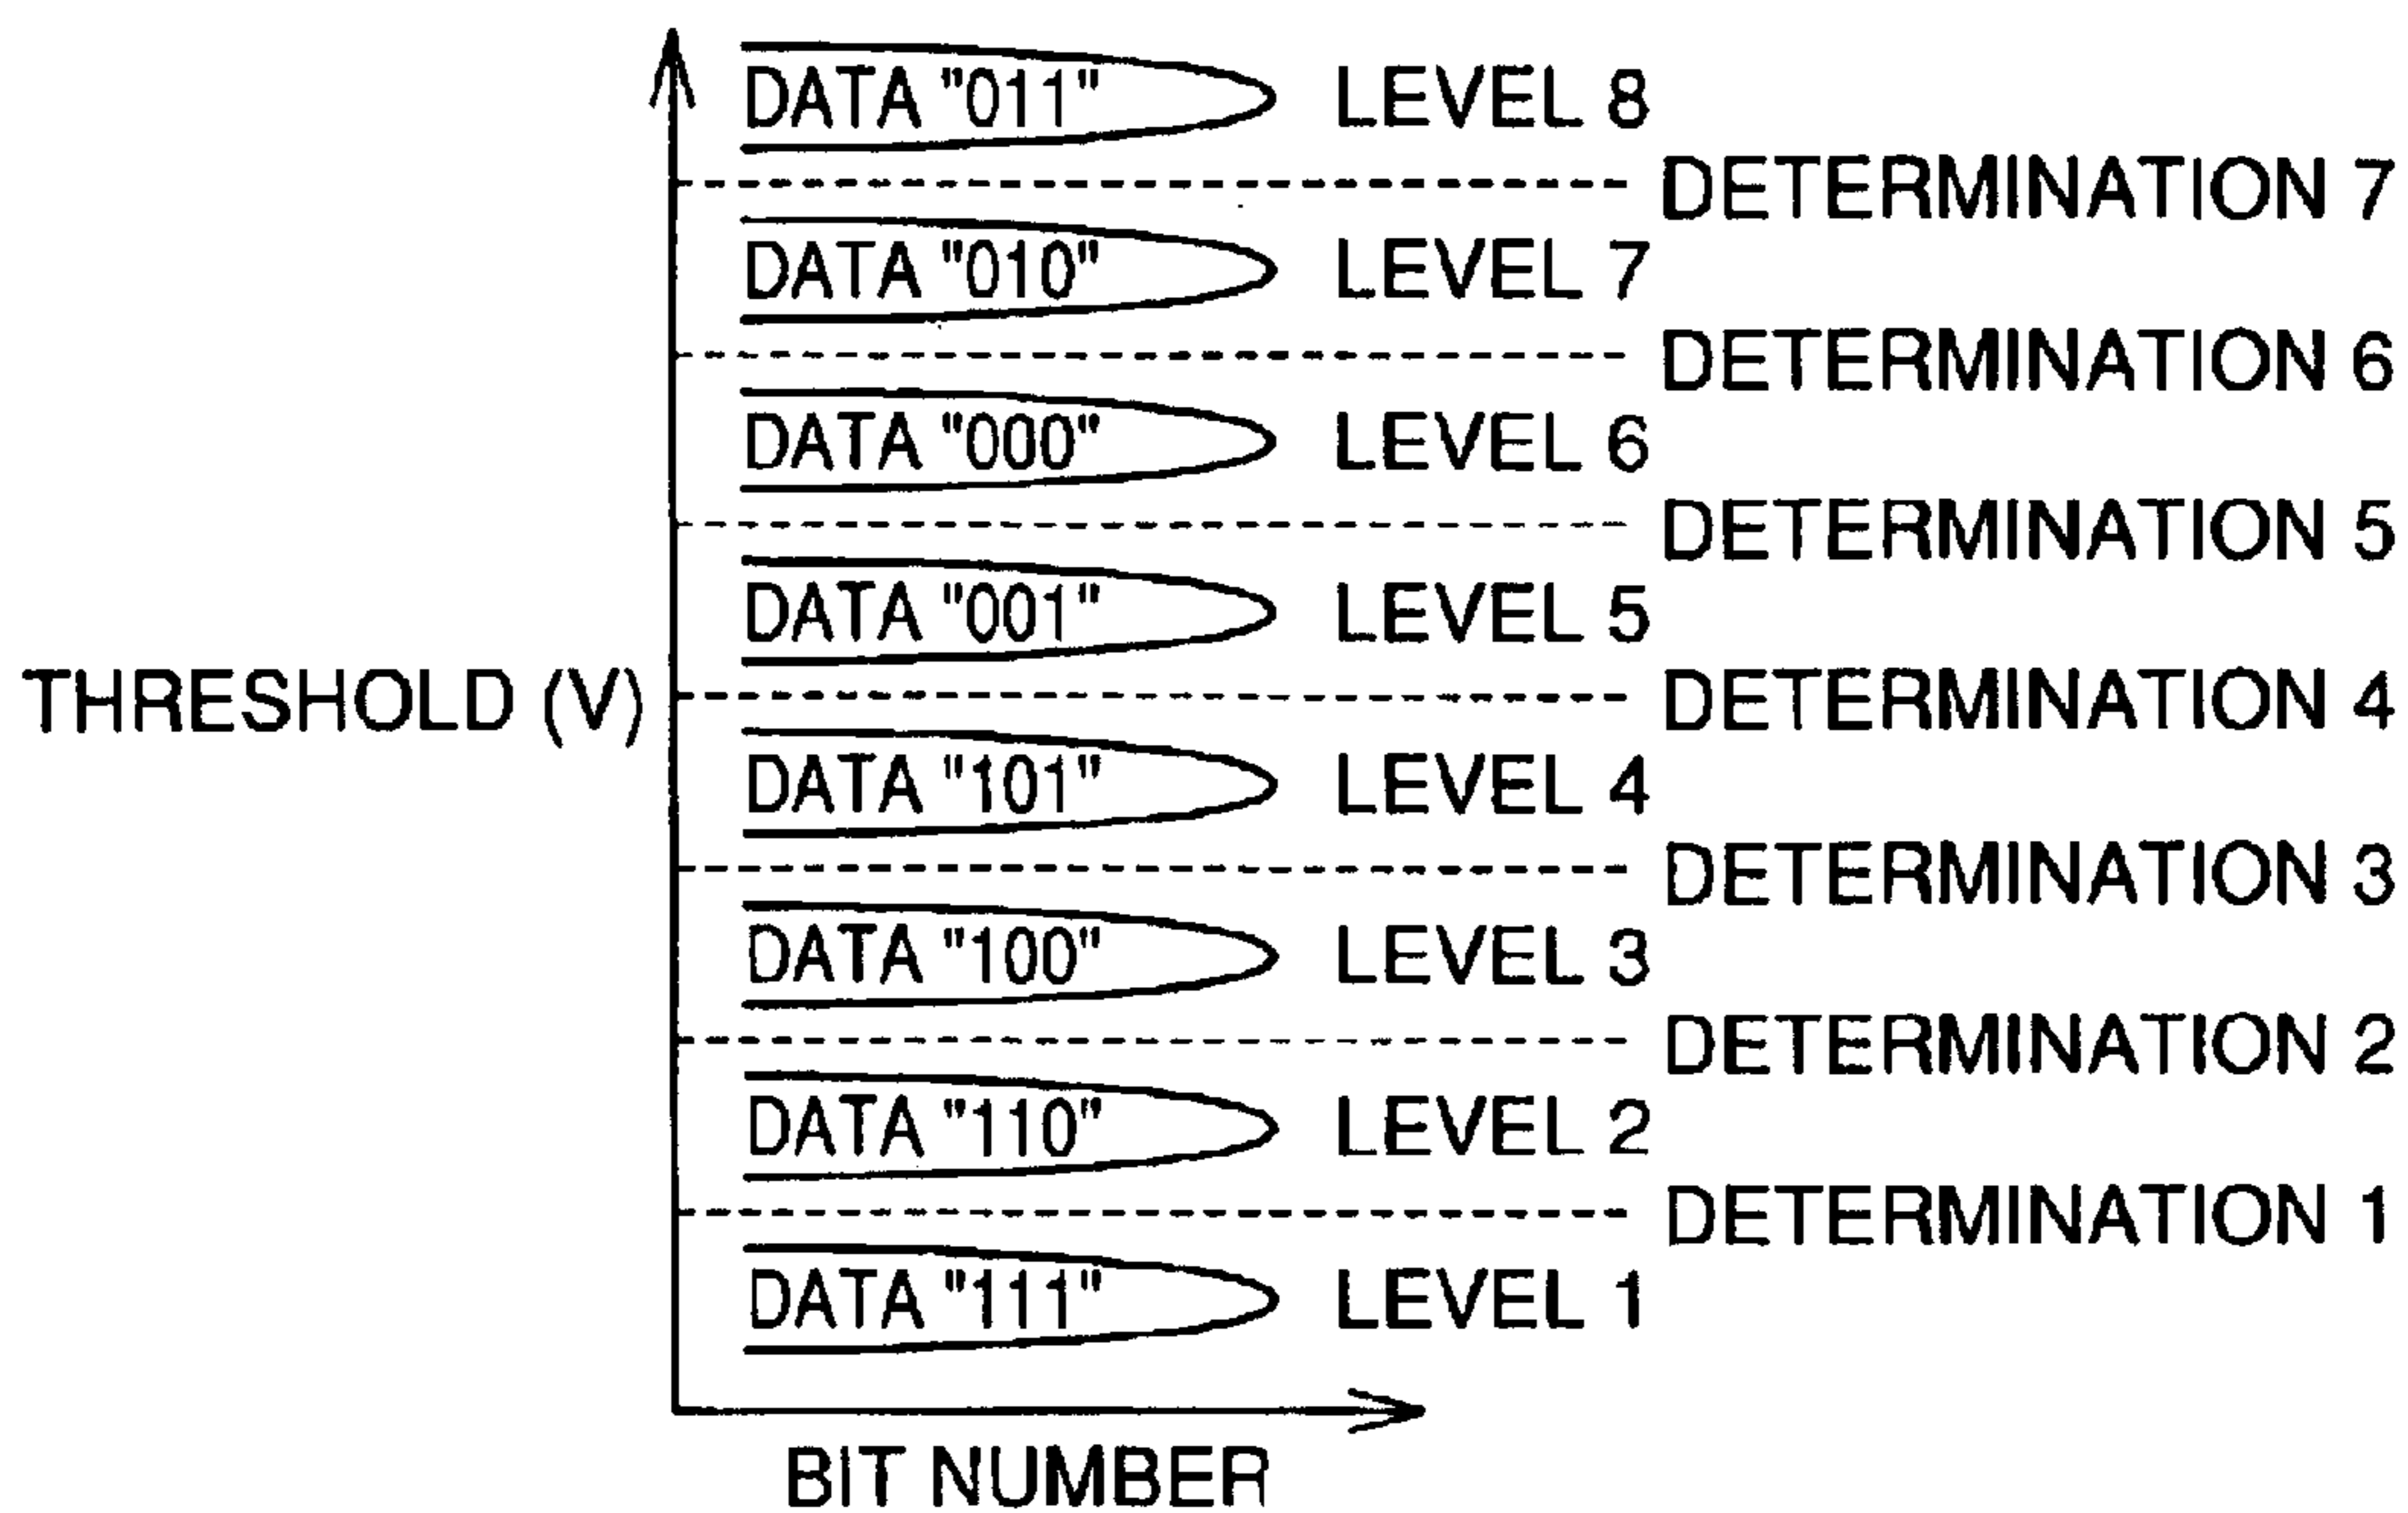 DATA "011" LEVEL 8
DETERMINATION 7
DATA "010" LEVEL 7
DETERMINATION 6
DATA "000" LEVEL 6
DETERMINATION 5
DATA "001" LEVEL 5
THRESHOLD (V) DETERMINATION 4
DATA "101" LEVEL 4
DETERMINATION 3
DATA "100" LEVEL 3
DETERMINATION 2
DATA "110" LEVEL 2
DETERMINATION 1
DATA "111" LEVEL 1
BIT NUMBER